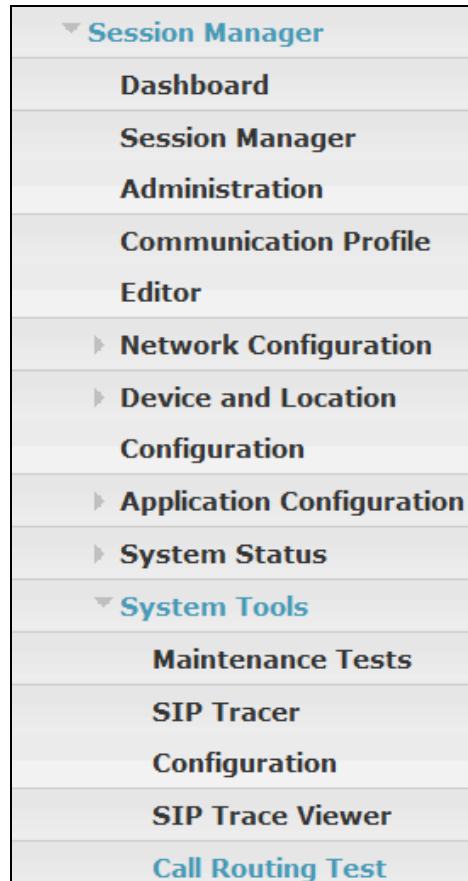 Session Manager
Dashboard
Session Manager
Administration
Communication Profile
Editor
Network Configuration
Device and Location
Configuration
Application Configuration
System Status
System Tools
Maintenance Tests
SIP Tracer
Configuration
SIP Trace Viewer
Call Routing Test